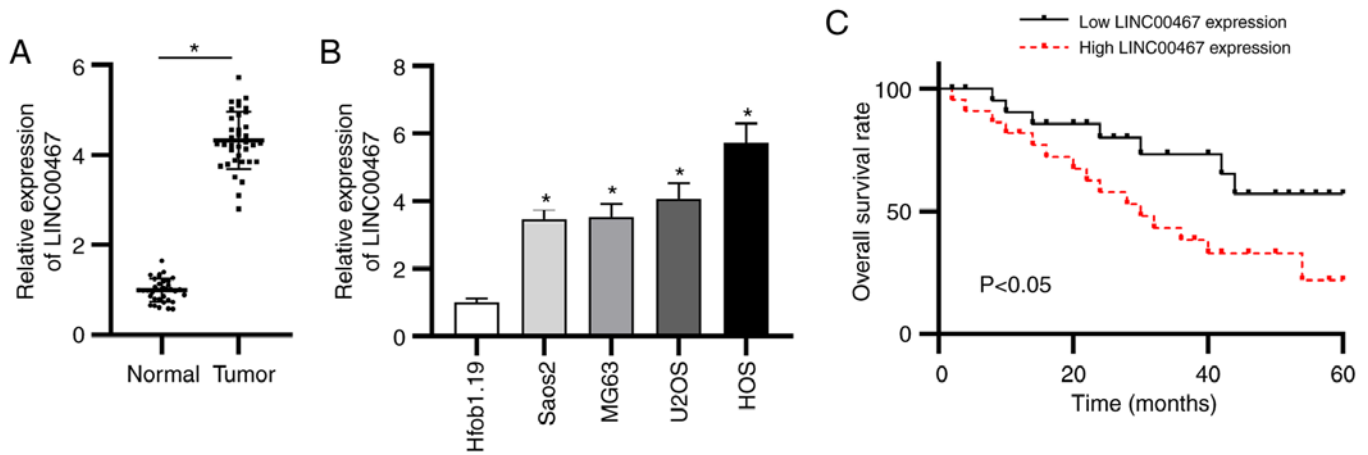 A
*
Relative expression
of LINC00467
6
4
2
0
Normal
Tumor
B
Relative expression
of LINC00467
8
6
4
2
0
*
*
*
*
Hfob1.19
Saos2
MG63
U2OS
HOS
C
Low LINC00467 expression
High LINC00467 expression
Overall survival rate
100
50
0
P<0.05
0
20
40
60
Time (months)